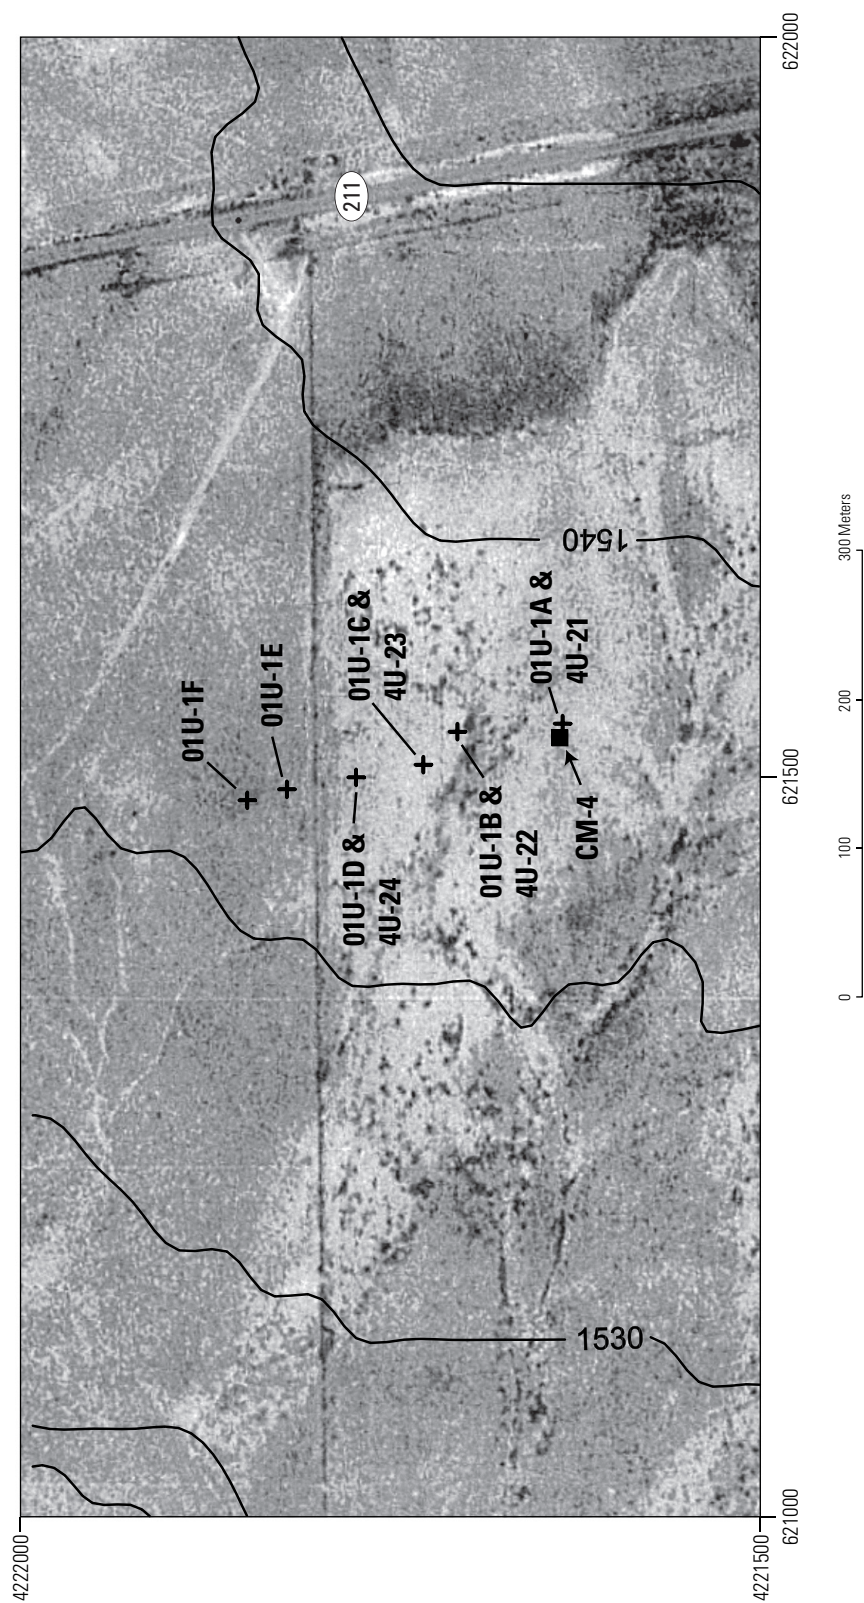 4222000
4221500
621000
621500
622000
211
1540
1530
01U-1F
01U-1E
01U-1D &
4U-24
01U-1C &
4U-23
01U-1B &
4U-22
01U-1A &
4U-21
CM-4
0
100
200
300 Meters